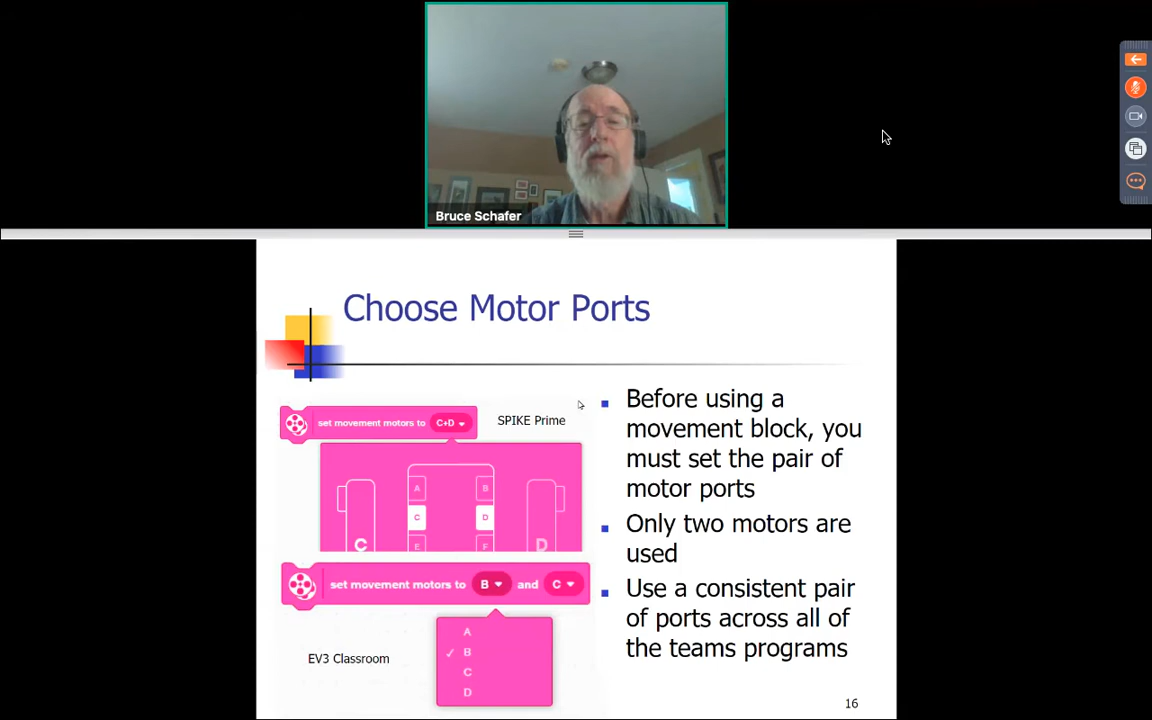 Bruce Schafer
Choose Motor Ports
set movement motors to C+D
SPIKE Prime
A B
C D
E F
C D
set movement motors to B and C
A
B
C
D
EV3 Classroom
Before using a
movement block, you
must set the pair of
motor ports
Only two motors are
used
Use a consistent pair
of ports across all of
the teams programs
16